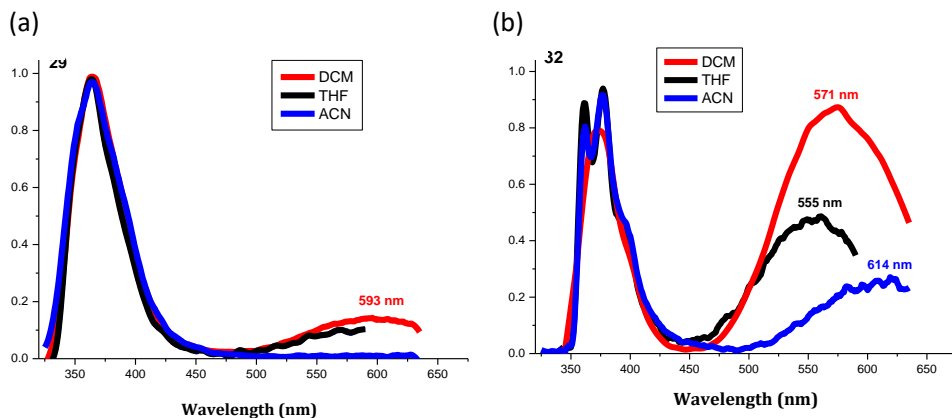 (a)
29
DCM
THF
ACN
593 nm
1.0
0.8
0.6
0.4
0.2
0.0
350 400 450 500 550 600 650
Wavelength (nm)
(b)
32
DCM
THF
ACN
571 nm
555 nm
614 nm
1.0
0.8
0.6
0.4
0.2
0.0
350 400 450 500 550 600 650
Wavelength (nm)